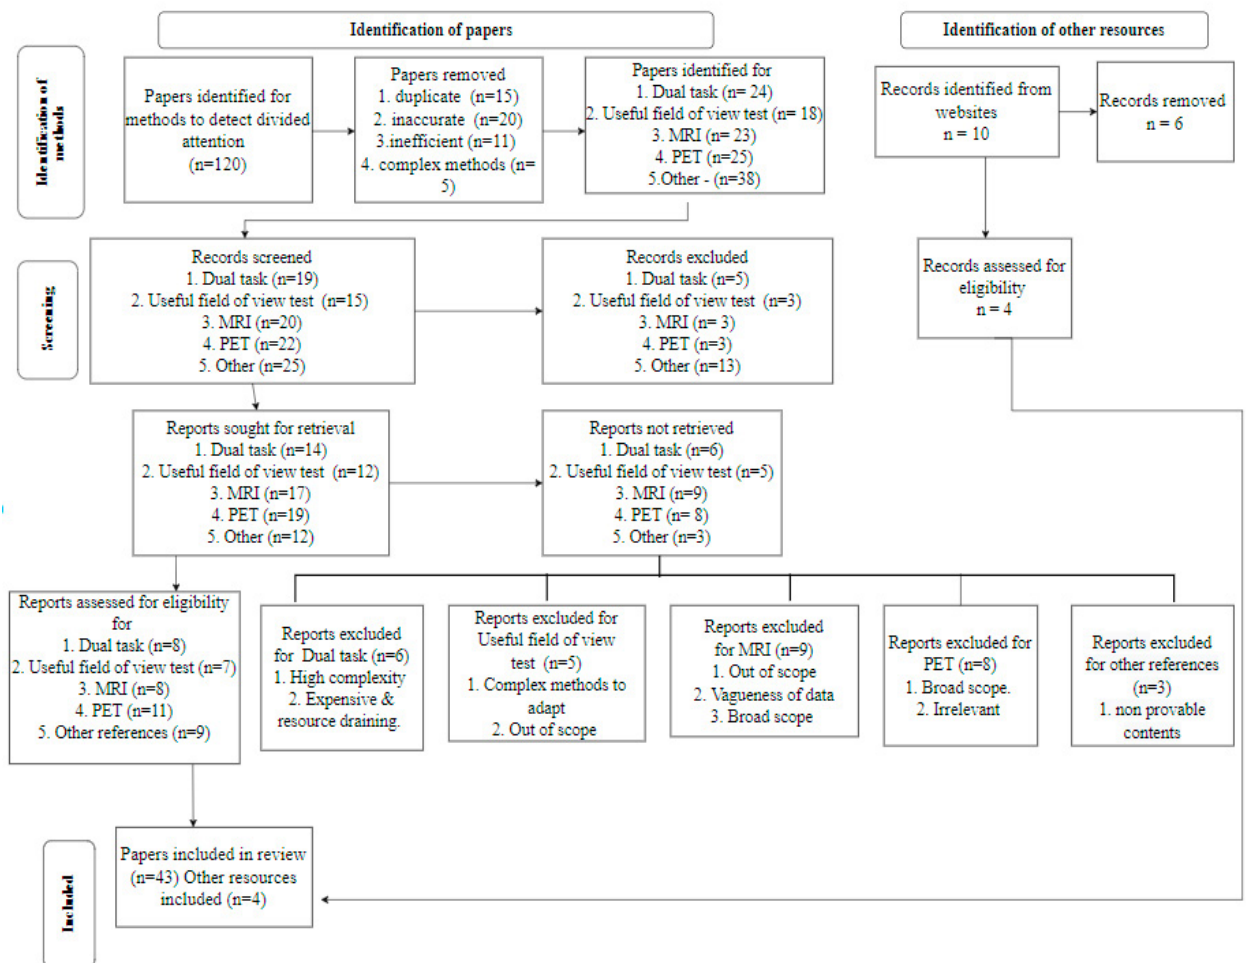 Identification of papers
Identification of other resources
Identification of
methods
Papers identified for
methods to detect divided
attention
(n=120)
Papers removed
1. duplicate (n=15)
2. inaccurate (n=20)
3.inefficient (n=11)
4. complex methods (n=
5)
Papers identified for
1. Dual task (n= 24)
2. Useful field of view test (n= 18)
3. MRI (n= 23)
4. PET (n=25)
5.Other - (n=38)
Records identified from
websites
n = 10
Records removed
n = 6
Screening
Records screened
1. Dual task (n=19)
2. Useful field of view test (n=15)
3. MRI (n=20)
4. PET (n=22)
5. Other (n=25)
Records excluded
1. Dual task (n=5)
2. Useful field of view test (n=3)
3. MRI (n= 3)
4. PET (n=3)
5. Other (n=13)
Records assessed for
eligibility
n = 4
Reports sought for retrieval
1. Dual task (n=14)
2. Useful field of view test (n=12)
3. MRI (n=17)
4. PET (n=19)
5. Other (n=12)
Reports not retrieved
1. Dual task (n=6)
2. Useful field of view test (n=5)
3. MRI (n=9)
4. PET (n= 8)
5. Other (n=3)
Reports assessed for eligibility
for
1. Dual task (n=8)
2. Useful field of view test (n=7)
3. MRI (n=8)
4. PET (n=11)
5. Other references (n=9)
Reports excluded
for Dual task (n=6)
1. High complexity
2. Expensive &
resource draining.
Reports excluded for
Useful field of view
test (n=5)
1. Complex methods to
adapt
2. Out of scope
Reports excluded
for MRI (n=9)
1. Out of scope
2. Vagueness of data
3. Broad scope
Reports excluded for
PET (n=8)
1. Broad scope.
2. Irrelevant
Reports excluded
for other references
(n=3)
1. non provable
contents
Included
Papers included in review
(n=43) Other resources
included (n=4)